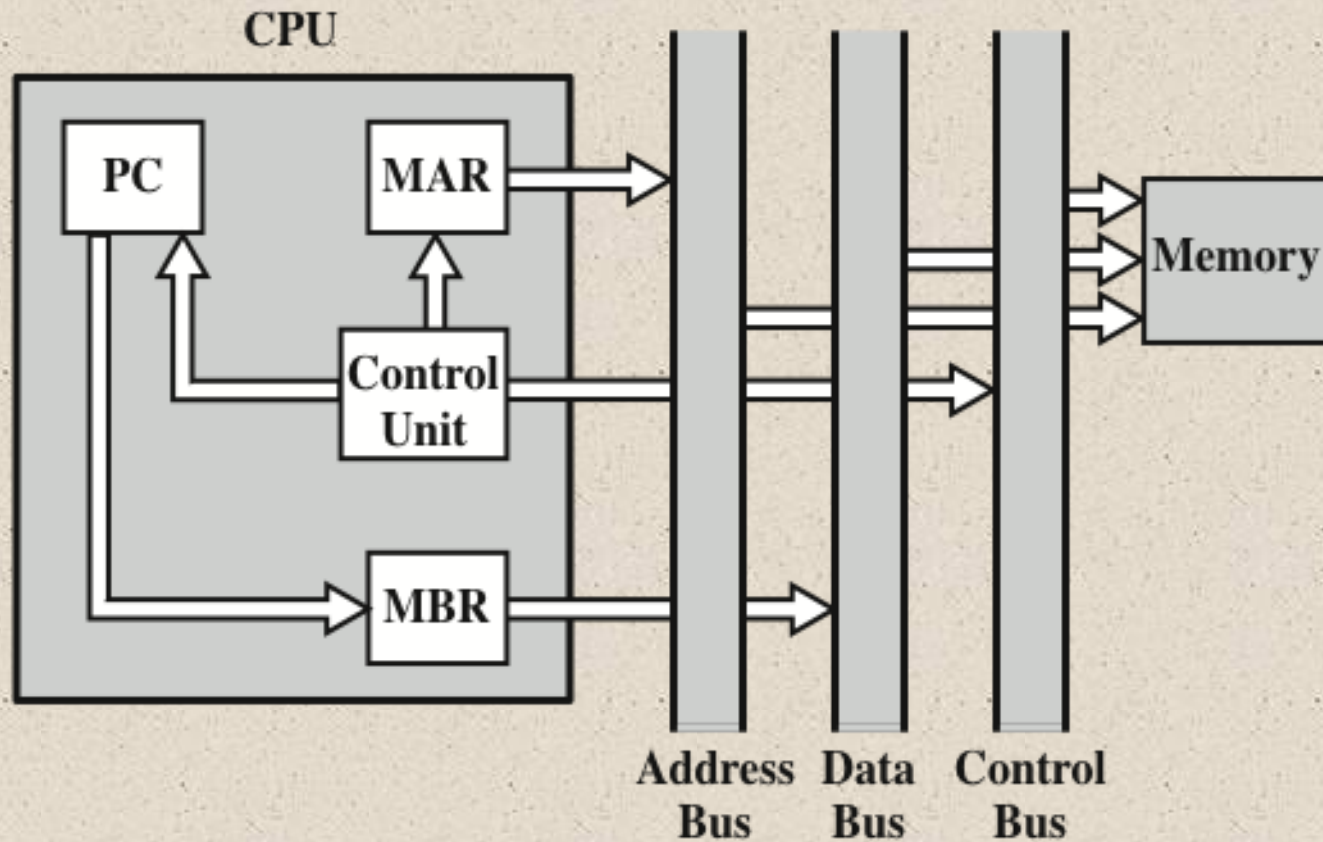 CPU
PC
MAR
Memory
Control
Unit
MBR
Address
Bus
Data
Bus
Control
Bus